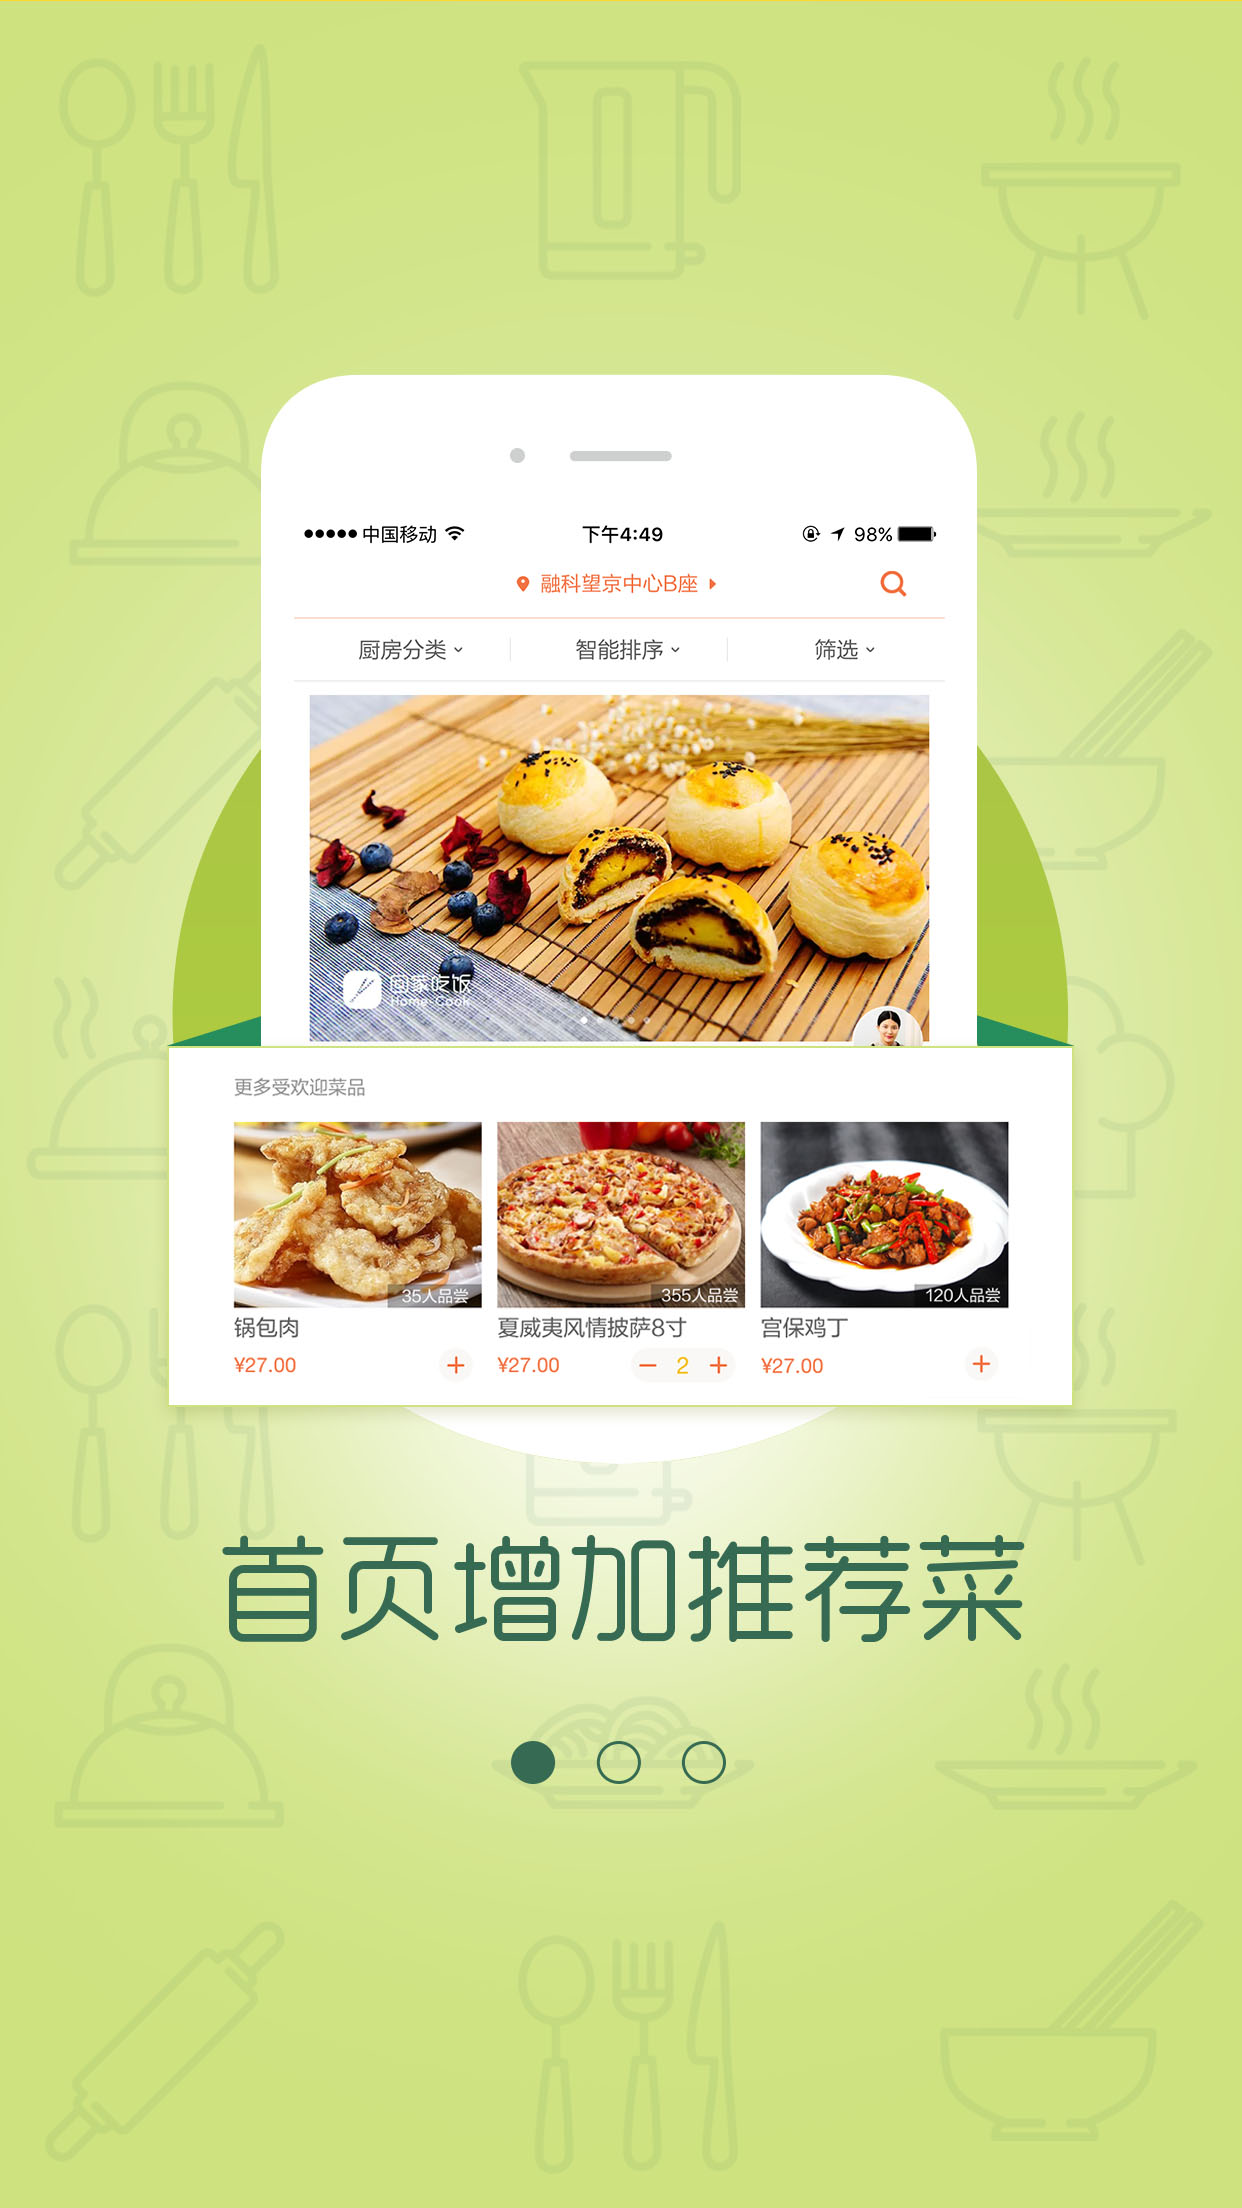 中国移动 下午4:49 98%
融科望京中心B座
厨房分类 智能排序 筛选
回家吃饭
Home-Cook
更多受欢迎菜品
35人品尝 355人品尝 120人品尝
锅包肉 夏威夷风情披萨8寸 宫保鸡丁
¥27.00 + ¥27.00 − 2 + ¥27.00 +
首页增加推荐菜